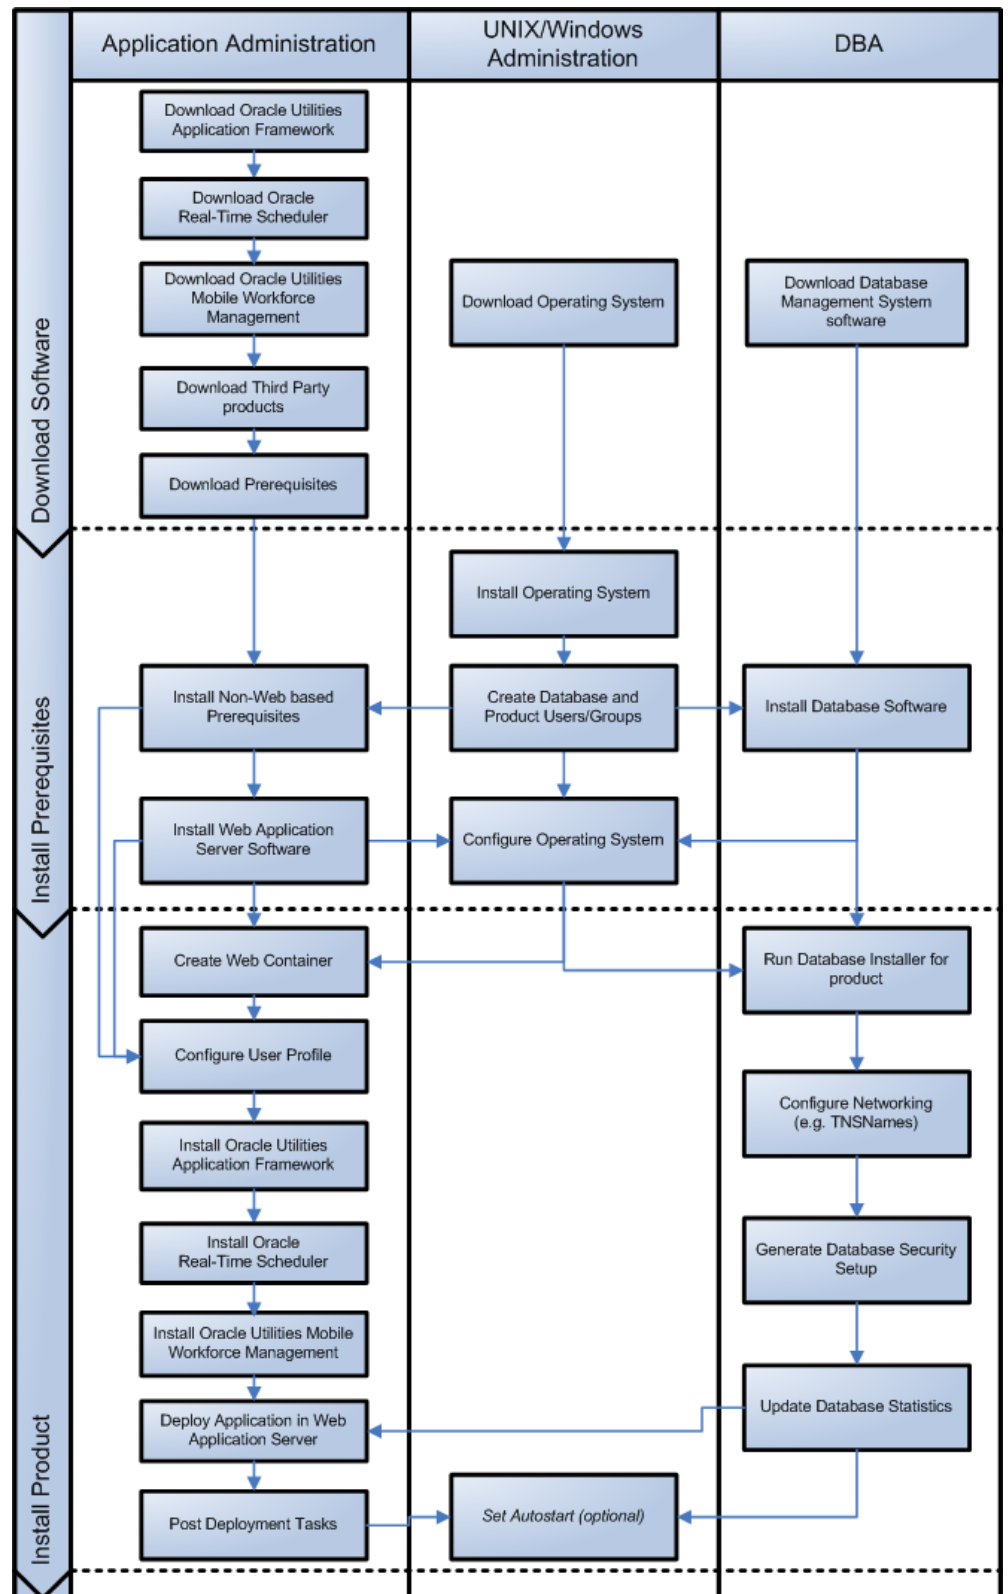 Application Administration
UNIX/Windows
Administration
DBA
Download Software
Download Oracle Utilities
Application Framework
Download Oracle
Real-Time Scheduler
Download Oracle Utilities
Mobile Workforce
Management
Download Third Party
products
Download Prerequisites
Download Operating System
Download Database
Management System
software
Install Prerequisites
Install Operating System
Install Non-Web based
Prerequisites
Create Database and
Product Users/Groups
Install Database Software
Install Web Application
Server Software
Configure Operating System
Install Product
Create Web Container
Run Database Installer for
product
Configure User Profile
Configure Networking
(e.g. TNSNames)
Install Oracle Utilities
Application Framework
Install Oracle
Real-Time Scheduler
Generate Database Security
Setup
Install Oracle Utilities Mobile
Workforce Management
Deploy Application in Web
Application Server
Update Database Statistics
Post Deployment Tasks
Set Autostart (optional)